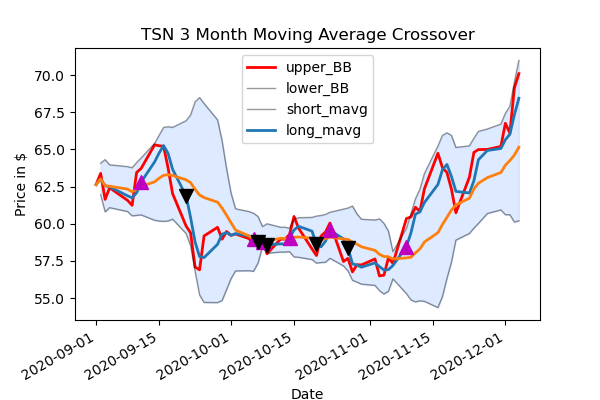 TSN 3 Month Moving Average Crossover
Price in $
70.0
67.5
65.0
62.5
60.0
57.5
55.0
upper_BB
lower_BB
short_mavg
long_mavg
2020-09-01
2020-09-15
2020-10-01
2020-10-15
2020-11-01
2020-11-15
2020-12-01
Date